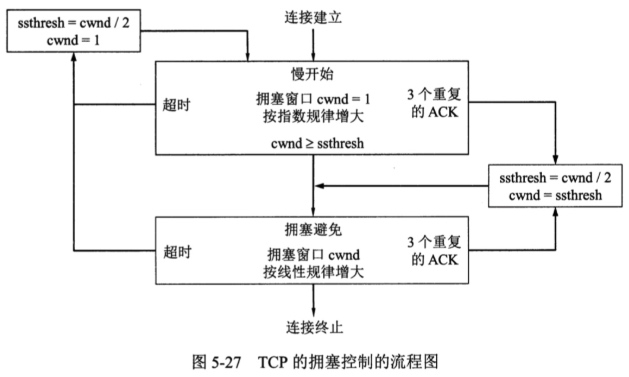 连接建立
ssthresh = cwnd / 2
cwnd = 1
慢开始
超时
拥塞窗口 cwnd = 1
按指数规律增大
3 个重复
的 ACK
cwnd ≥ ssthresh
ssthresh = cwnd / 2
cwnd = ssthresh
拥塞避免
超时
拥塞窗口 cwnd
按线性规律增大
3 个重复
的 ACK
连接终止
图 5-27 TCP 的拥塞控制的流程图